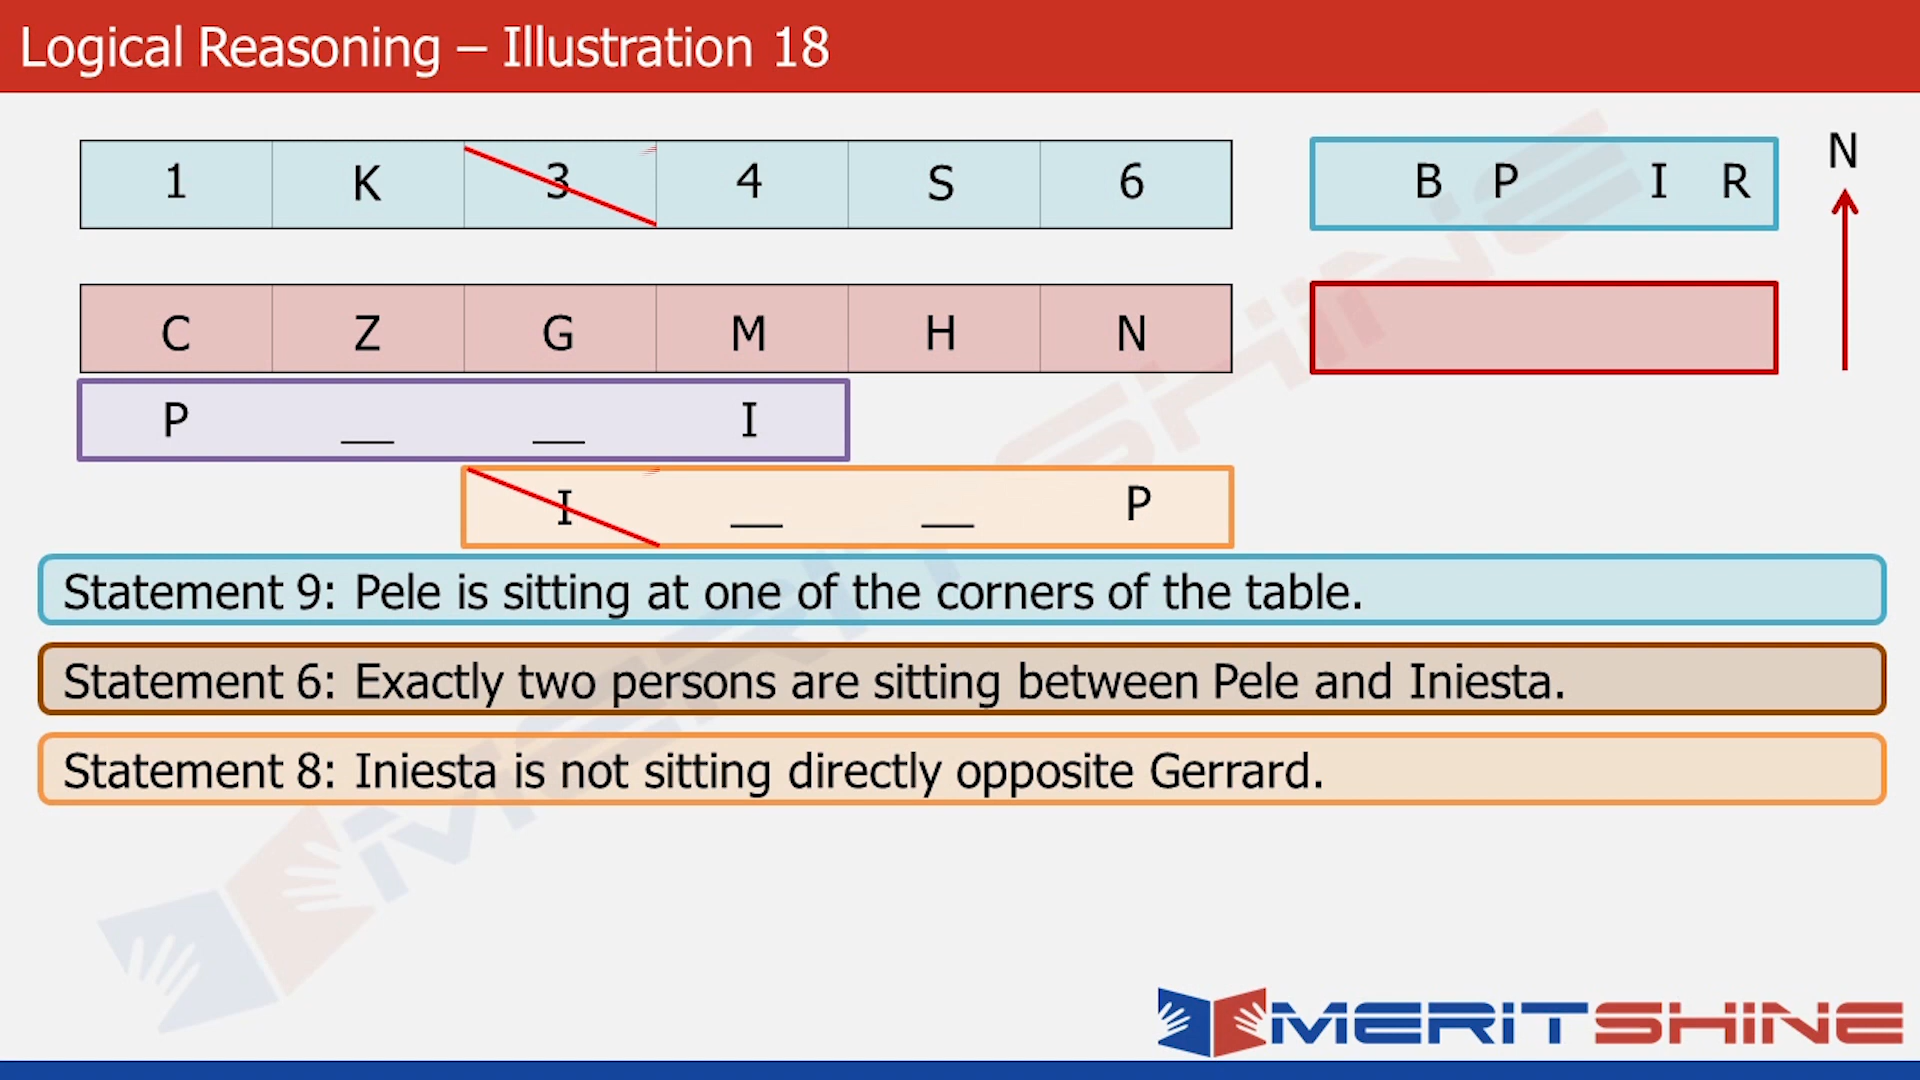 Logical Reasoning – Illustration 18
1 K 3 4 S 6 B P I R N
C Z G M H N
P __ __ I
I __ __ P
Statement 9: Pele is sitting at one of the corners of the table.
Statement 6: Exactly two persons are sitting between Pele and Iniesta.
Statement 8: Iniesta is not sitting directly opposite Gerrard.
MERITSHINE
MERITSHINE